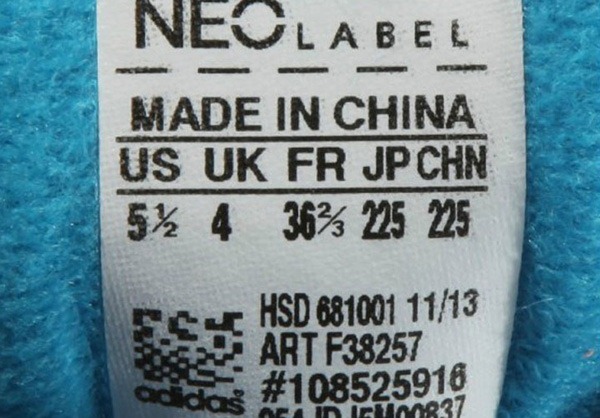 NEO LABEL
MADE IN CHINA
US UK FR JP CHN
5½ 4 36⅔ 225 225
HSD 681001 11/13
ART F38257
#108525916
adidas